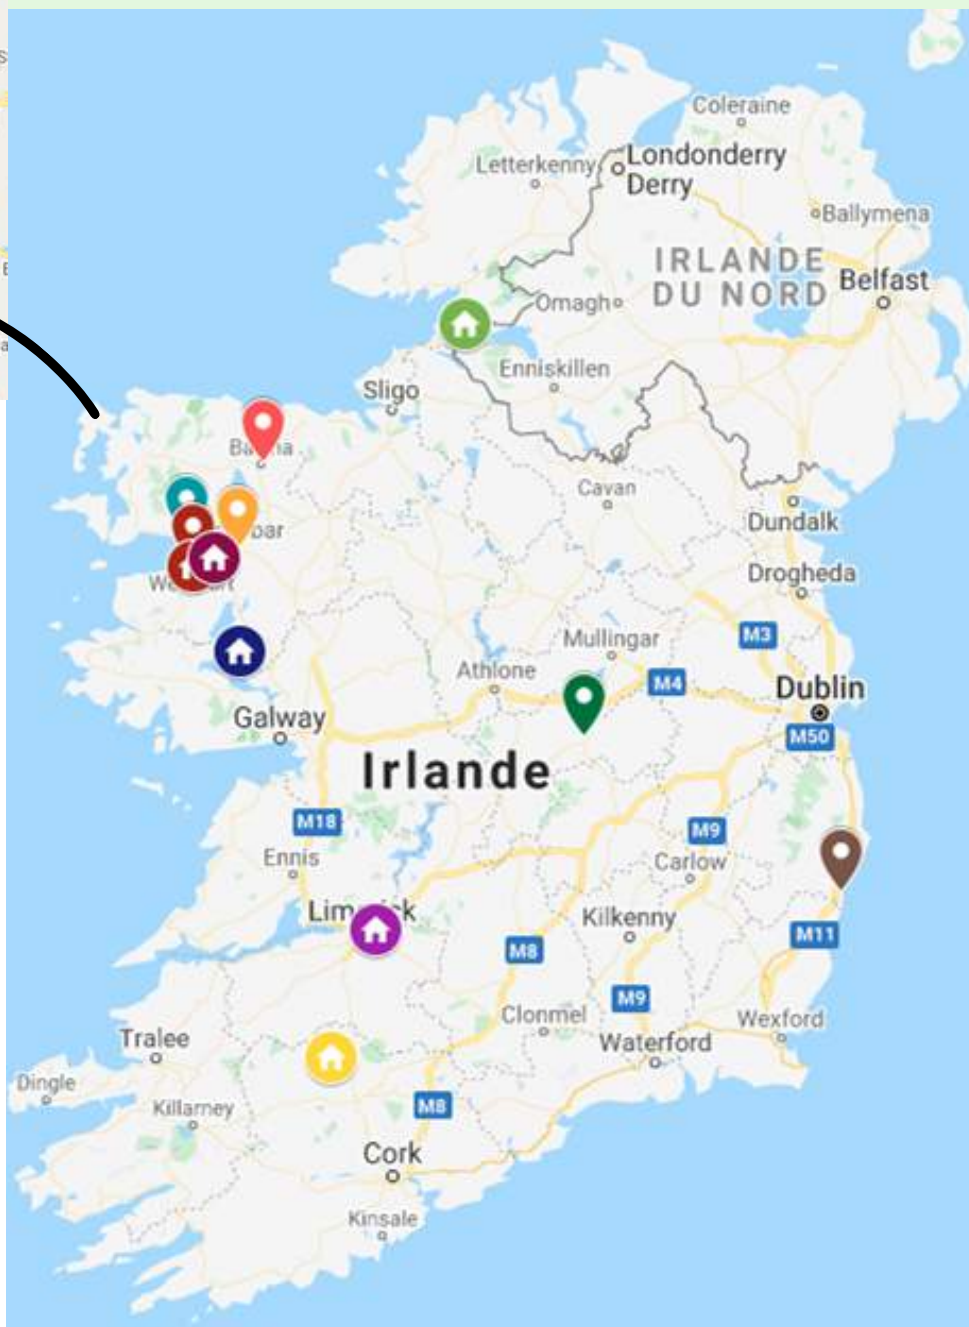 Coleraine
Letterkenny
Londonderry
Derry
Ballymena
IRLANDE
DU NORD
Belfast
Omagh
Enniskillen
Sligo
Cavan
Dundalk
Drogheda
M3
Mullingar
Athlone
M4
Dublin
Galway
M50
Irlande
M18
M9
Ennis
Carlow
Kilkenny
M11
M8
M9
Clonmel
Wexford
Tralee
Waterford
Dingle
Killarney
M8
Cork
Kinsale